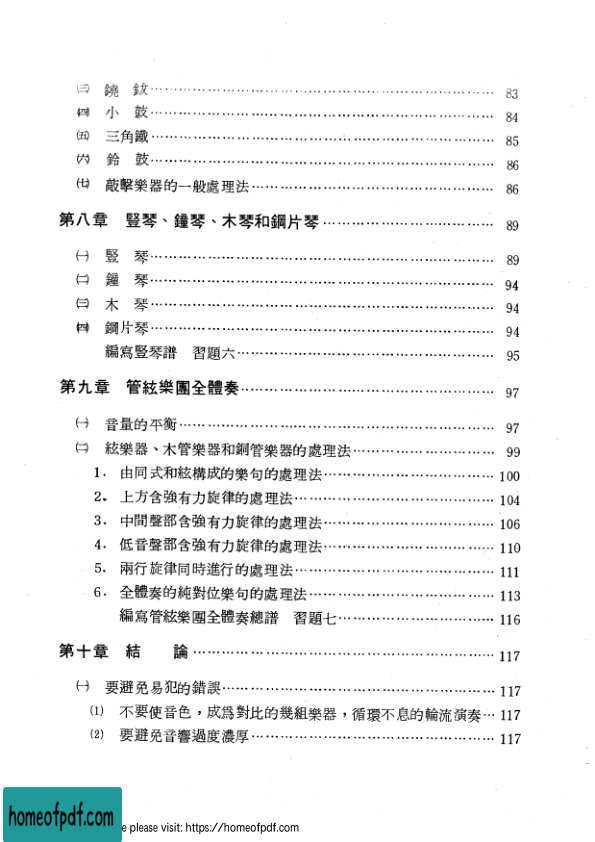 ㈢ 鐃　鈸………83
㈣ 小　鼓………84
㈤ 三角鐵………85
㈥ 鈴　鼓………86
㈦ 敲擊樂器的一般處理法………86
第八章　豎琴、鐘琴、木琴和鋼片琴………89
㈠ 豎　琴………89
㈡ 鐘　琴………94
㈢ 木　琴………94
㈣ 鋼片琴………94
編寫豎琴譜　習題六………95
第九章　管絃樂團全體奏………97
㈠ 音量的平衡………97
㈡ 絃樂器、木管樂器和銅管樂器的處理法………99
1. 由同式和絃構成的樂句的處理法………100
2. 上方含強有力旋律的處理法………104
3. 中間聲部含強有力旋律的處理法………106
4. 低音聲部含強有力旋律的處理法………110
5. 兩行旋律同時進行的處理法………111
6. 全體奏的純對位樂句的處理法………113
編寫管絃樂團全體奏總譜　習題七………116
第十章　結　　論………117
㈠ 要避免易犯的錯誤………117
⑴ 不要使音色，成爲對比的幾組樂器，循環不息的輪流演奏…117
⑵ 要避免音響過度濃厚………117
homeofpdf.com
e please visit: https://homeofpdf.com